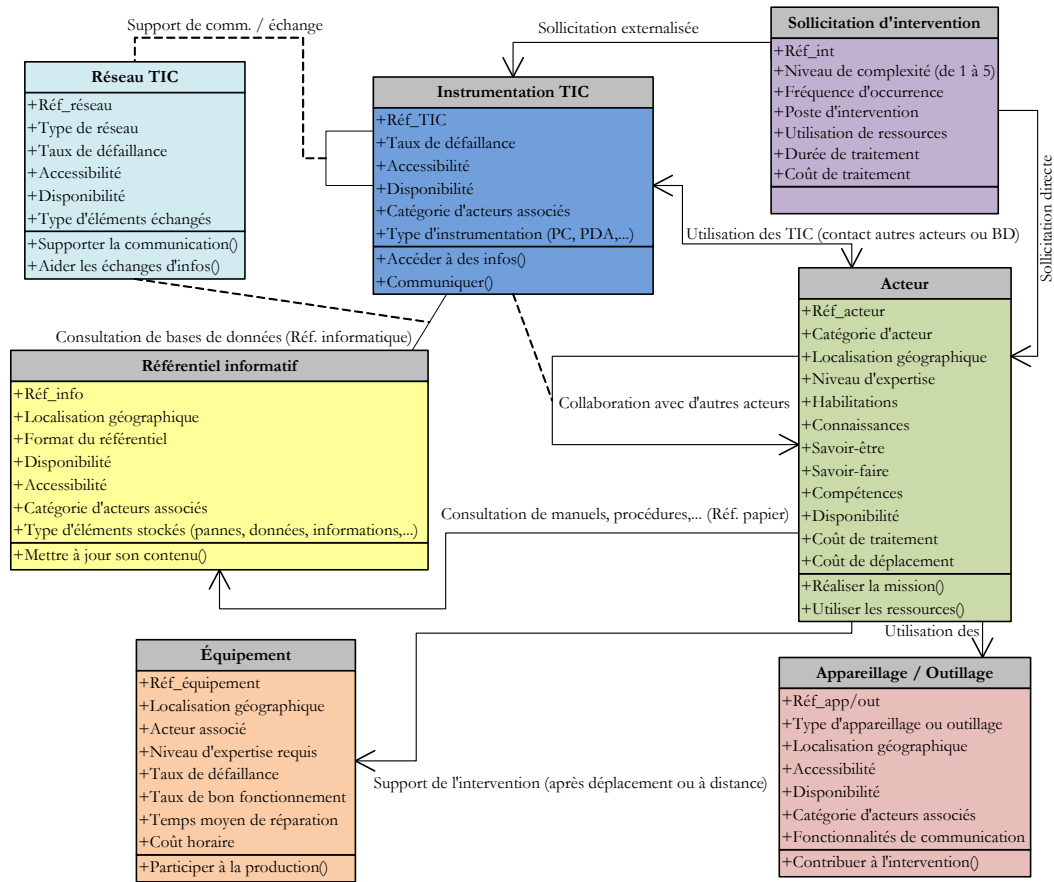 Support de comm. / échange
Réseau TIC
+Réf_réseau
+Type de réseau
+Taux de défaillance
+Accessibilité
+Disponibilité
+Type d'éléments échangés
+Supporter la communication()
+Aider les échanges d'infos()
Instrumentation TIC
+Réf_TIC
+Taux de défaillance
+Accessibilité
+Disponibilité
+Catégorie d'acteurs associés
+Type d'instrumentation (PC, PDA,...)
+Accéder à des infos()
+Communiquer()
Sollicitation externalisée
Sollicitation d'intervention
+Réf_int
+Niveau de complexité (de 1 à 5)
+Fréquence d'occurrence
+Poste d'intervention
+Utilisation de ressources
+Durée de traitement
+Coût de traitement
Sollicitation directe
Utilisation des TIC (contact autres acteurs ou BD)
Acteur
+Réf_acteur
+Catégorie d'acteur
+Localisation géographique
+Niveau d'expertise
+Habilitations
+Connaissances
+Savoir-être
+Savoir-faire
+Compétences
+Disponibilité
+Coût de traitement
+Coût de déplacement
+Réaliser la mission()
+Utiliser les ressources()
Consultation de bases de données (Réf. informatique)
Référentiel informatif
+Réf_info
+Localisation géographique
+Format du référentiel
+Disponibilité
+Accessibilité
+Catégorie d'acteurs associés
+Type d'éléments stockés (pannes, données, informations,...)
+Mettre à jour son contenu()
Collaboration avec d'autres acteurs
Consultation de manuels, procédures,... (Réf. papier)
Utilisation des
Équipement
+Réf_équipement
+Localisation géographique
+Acteur associé
+Niveau d'expertise requis
+Taux de défaillance
+Taux de bon fonctionnement
+Temps moyen de réparation
+Coût horaire
+Participer à la production()
Support de l'intervention (après déplacement ou à distance)
Appareillage / Outillage
+Réf_app/out
+Type d'appareillage ou outillage
+Localisation géographique
+Accessibilité
+Disponibilité
+Catégorie d'acteurs associés
+Fonctionnalités de communication
+Contribuer à l'intervention()